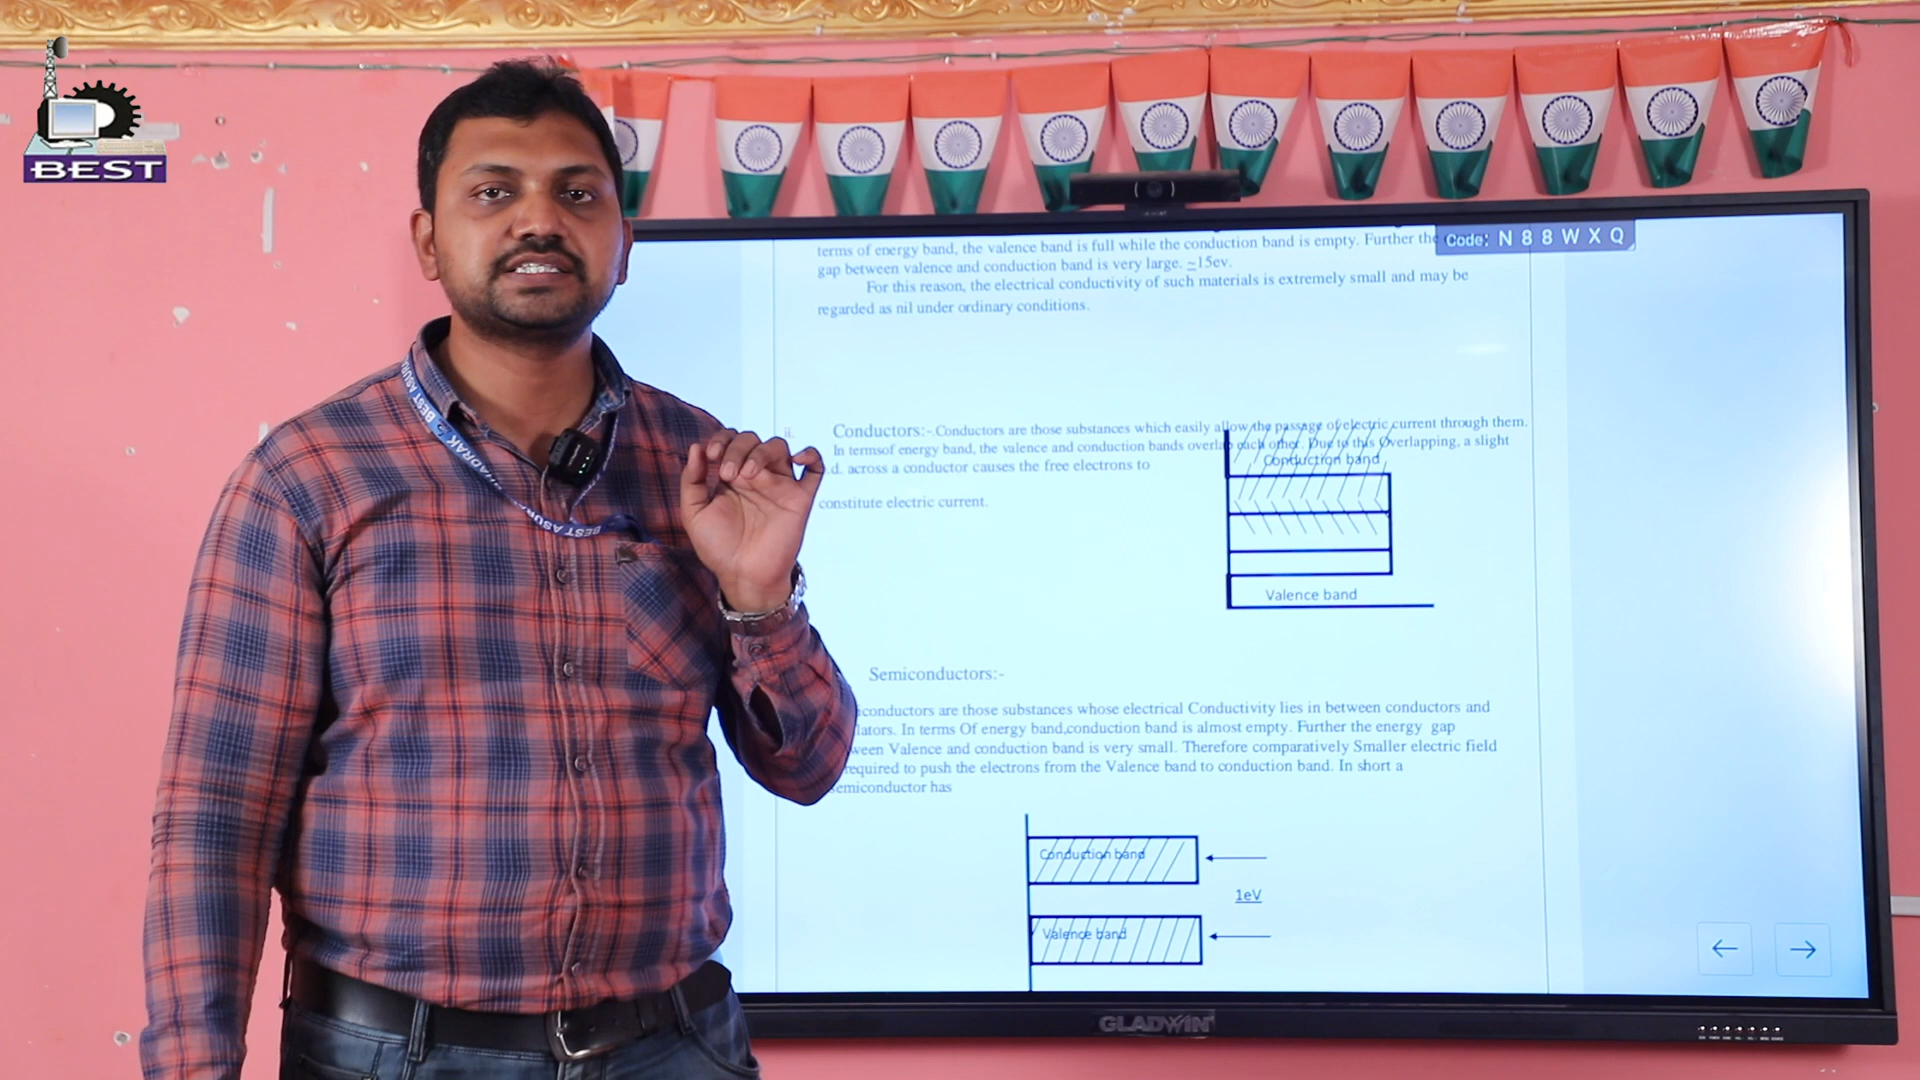 BEST
Code: N 8 8 W X Q
terms of energy band, the valence band is full while the conduction band is empty. Further the
gap between valence and conduction band is very large. ~15ev.
For this reason, the electrical conductivity of such materials is extremely small and may be
regarded as nil under ordinary conditions.
ii. Conductors:-.Conductors are those substances which easily allow the passage of electric current through them.
In termsof energy band, the valence and conduction bands overlap each other. Due to this Overlapping, a slight
.d. across a conductor causes the free electrons to
constitute electric current.
Conduction band
Valence band
Semiconductors:-
conductors are those substances whose electrical Conductivity lies in between conductors and
lators. In terms Of energy band,conduction band is almost empty. Further the energy gap
ween Valence and conduction band is very small. Therefore comparatively Smaller electric field
required to push the electrons from the Valence band to conduction band. In short a
semiconductor has
Conduction band
1eV
Valence band
GLADWIN
BEST ASURA
BHADRAK
BEST ASURA